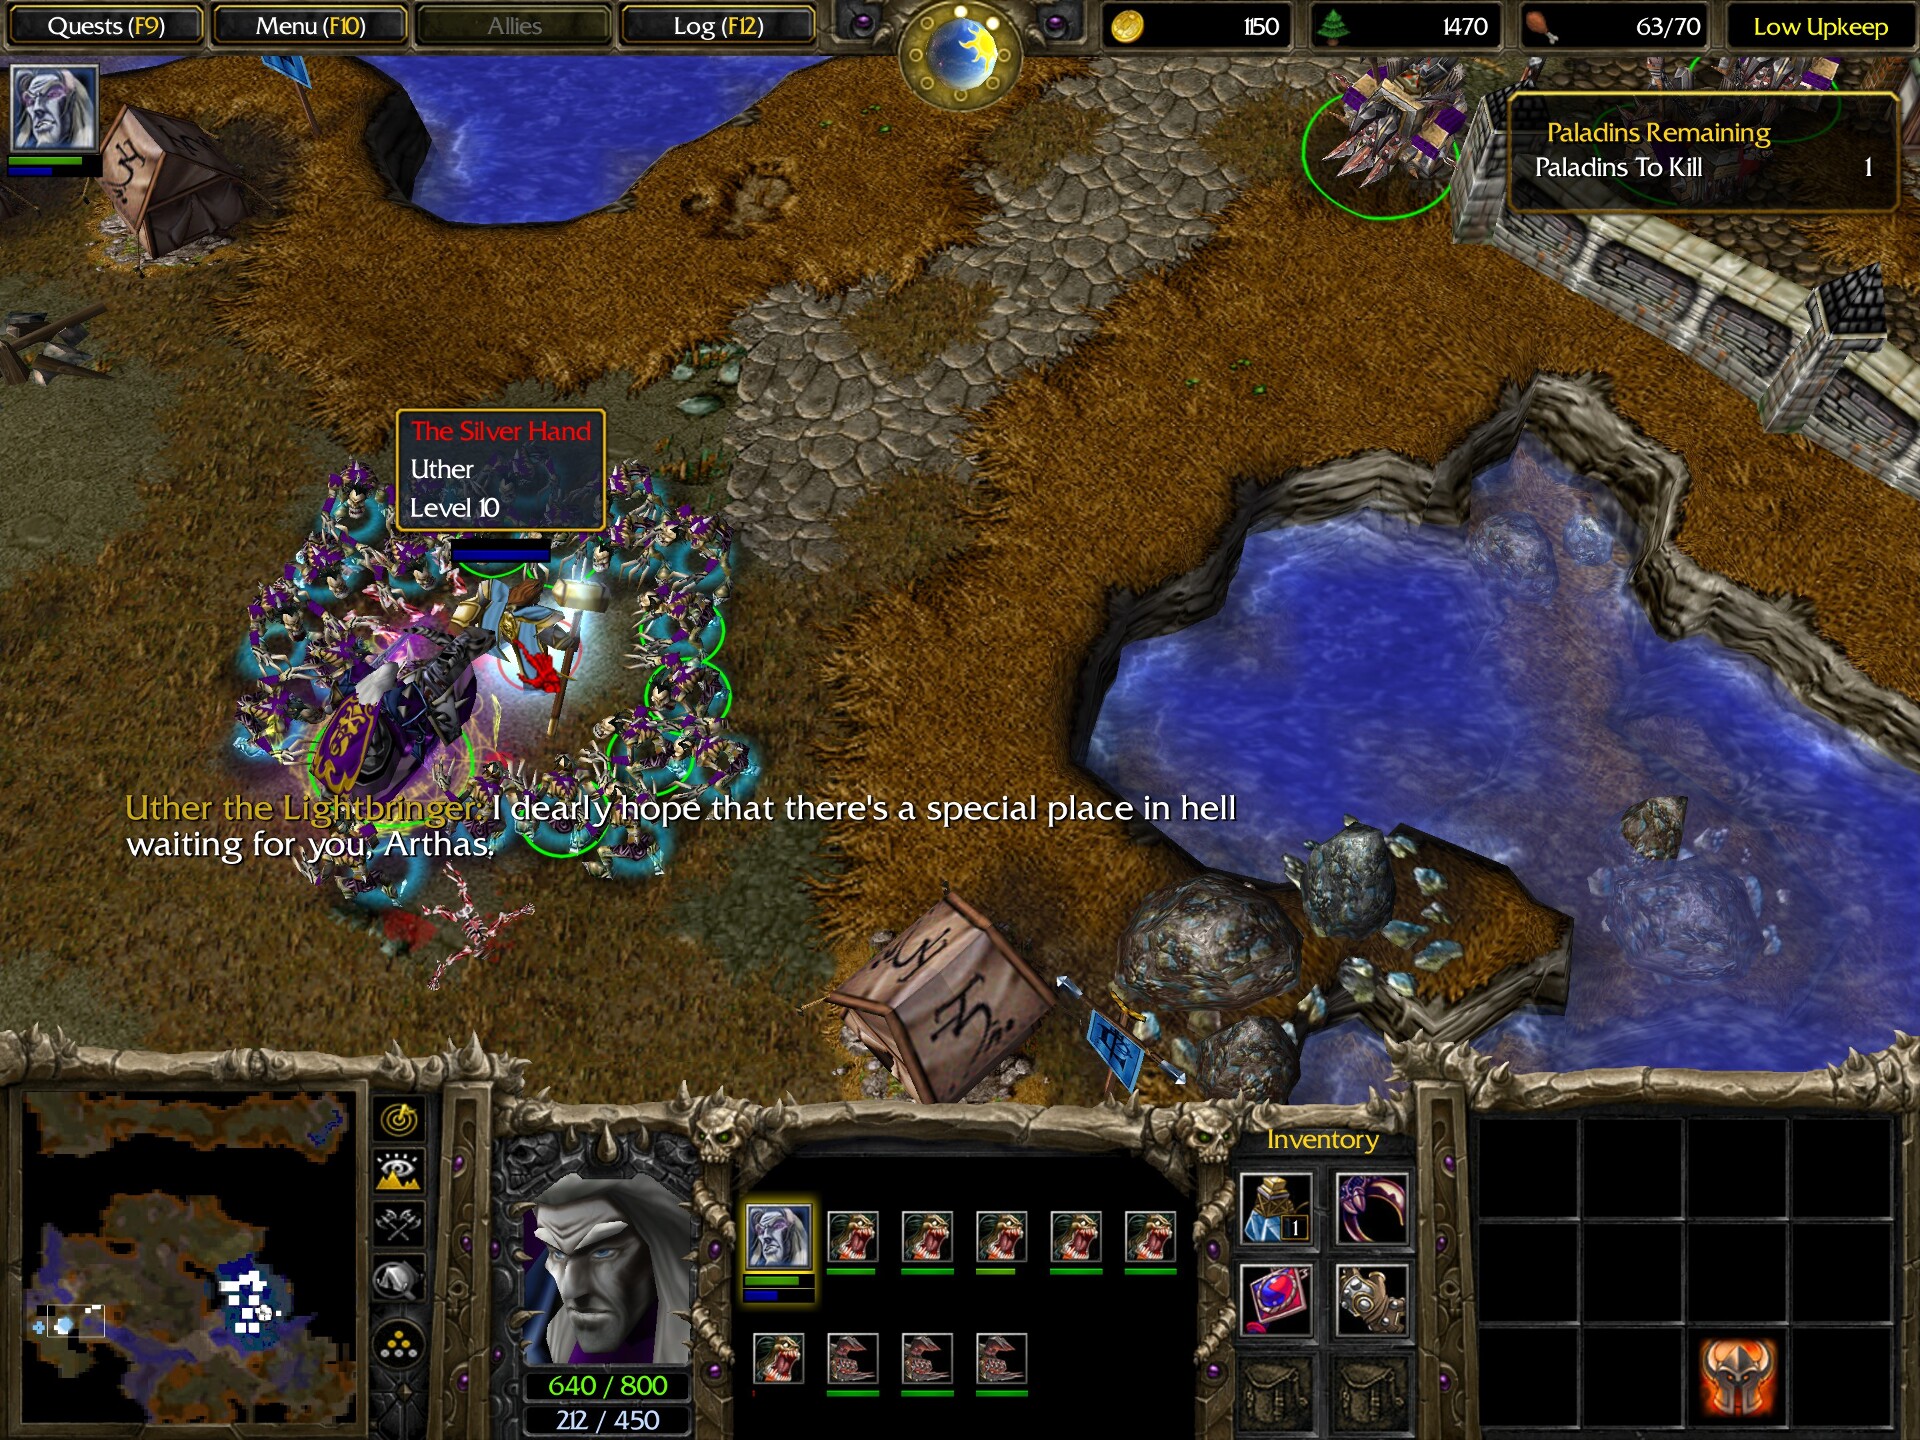 Quests (F9)
Menu (F10)
Allies
Log (F12)
1150
1470
63/70
Low Upkeep
Paladins Remaining
Paladins To Kill 1
The Silver Hand
Uther
Level 10
Uther the Lightbringer: I dearly hope that there's a special place in hell
waiting for you, Arthas.
Inventory
1
640 / 800
212 / 450